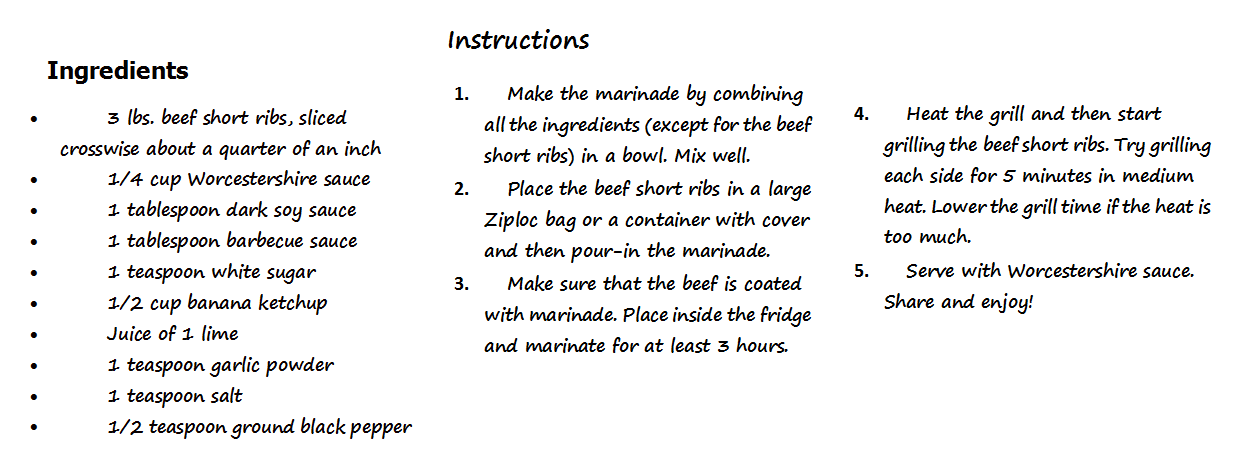 Ingredients
• 3 lbs. beef short ribs, sliced
crosswise about a quarter of an inch
• 1/4 cup Worcestershire sauce
• 1 tablespoon dark soy sauce
• 1 tablespoon barbecue sauce
• 1 teaspoon white sugar
• 1/2 cup banana ketchup
• Juice of 1 lime
• 1 teaspoon garlic powder
• 1 teaspoon salt
• 1/2 teaspoon ground black pepper
Instructions
1. Make the marinade by combining
all the ingredients (except for the beef
short ribs) in a bowl. Mix well.
2. Place the beef short ribs in a large
Ziploc bag or a container with cover
and then pour-in the marinade.
3. Make sure that the beef is coated
with marinade. Place inside the fridge
and marinate for at least 3 hours.
4. Heat the grill and then start
grilling the beef short ribs. Try grilling
each side for 5 minutes in medium
heat. Lower the grill time if the heat is
too much.
5. Serve with Worcestershire sauce.
Share and enjoy!